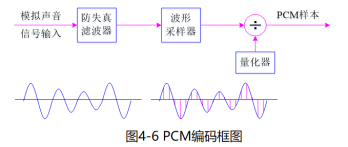 模拟声音
信号输入
防失真
滤波器
波形
采样器
÷
PCM样本
量化器
图4-6 PCM编码框图